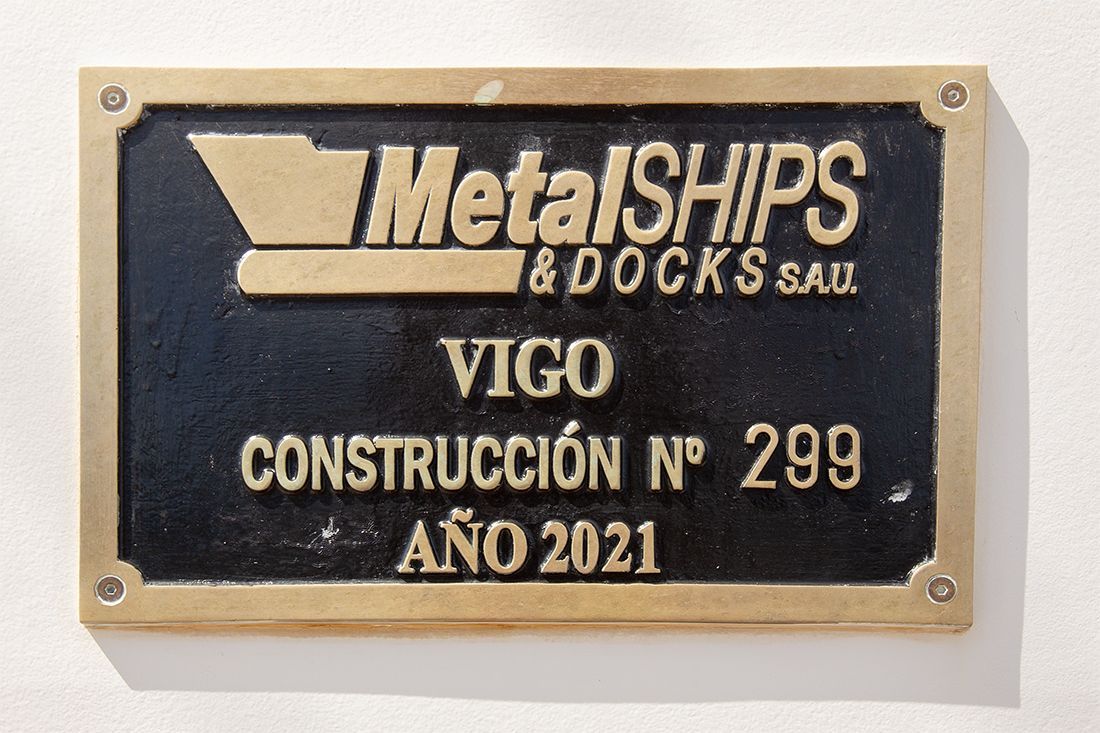 MetalSHIPS
& DOCKS S.A.U.
VIGO
CONSTRUCCIÓN Nº 299
AÑO 2021